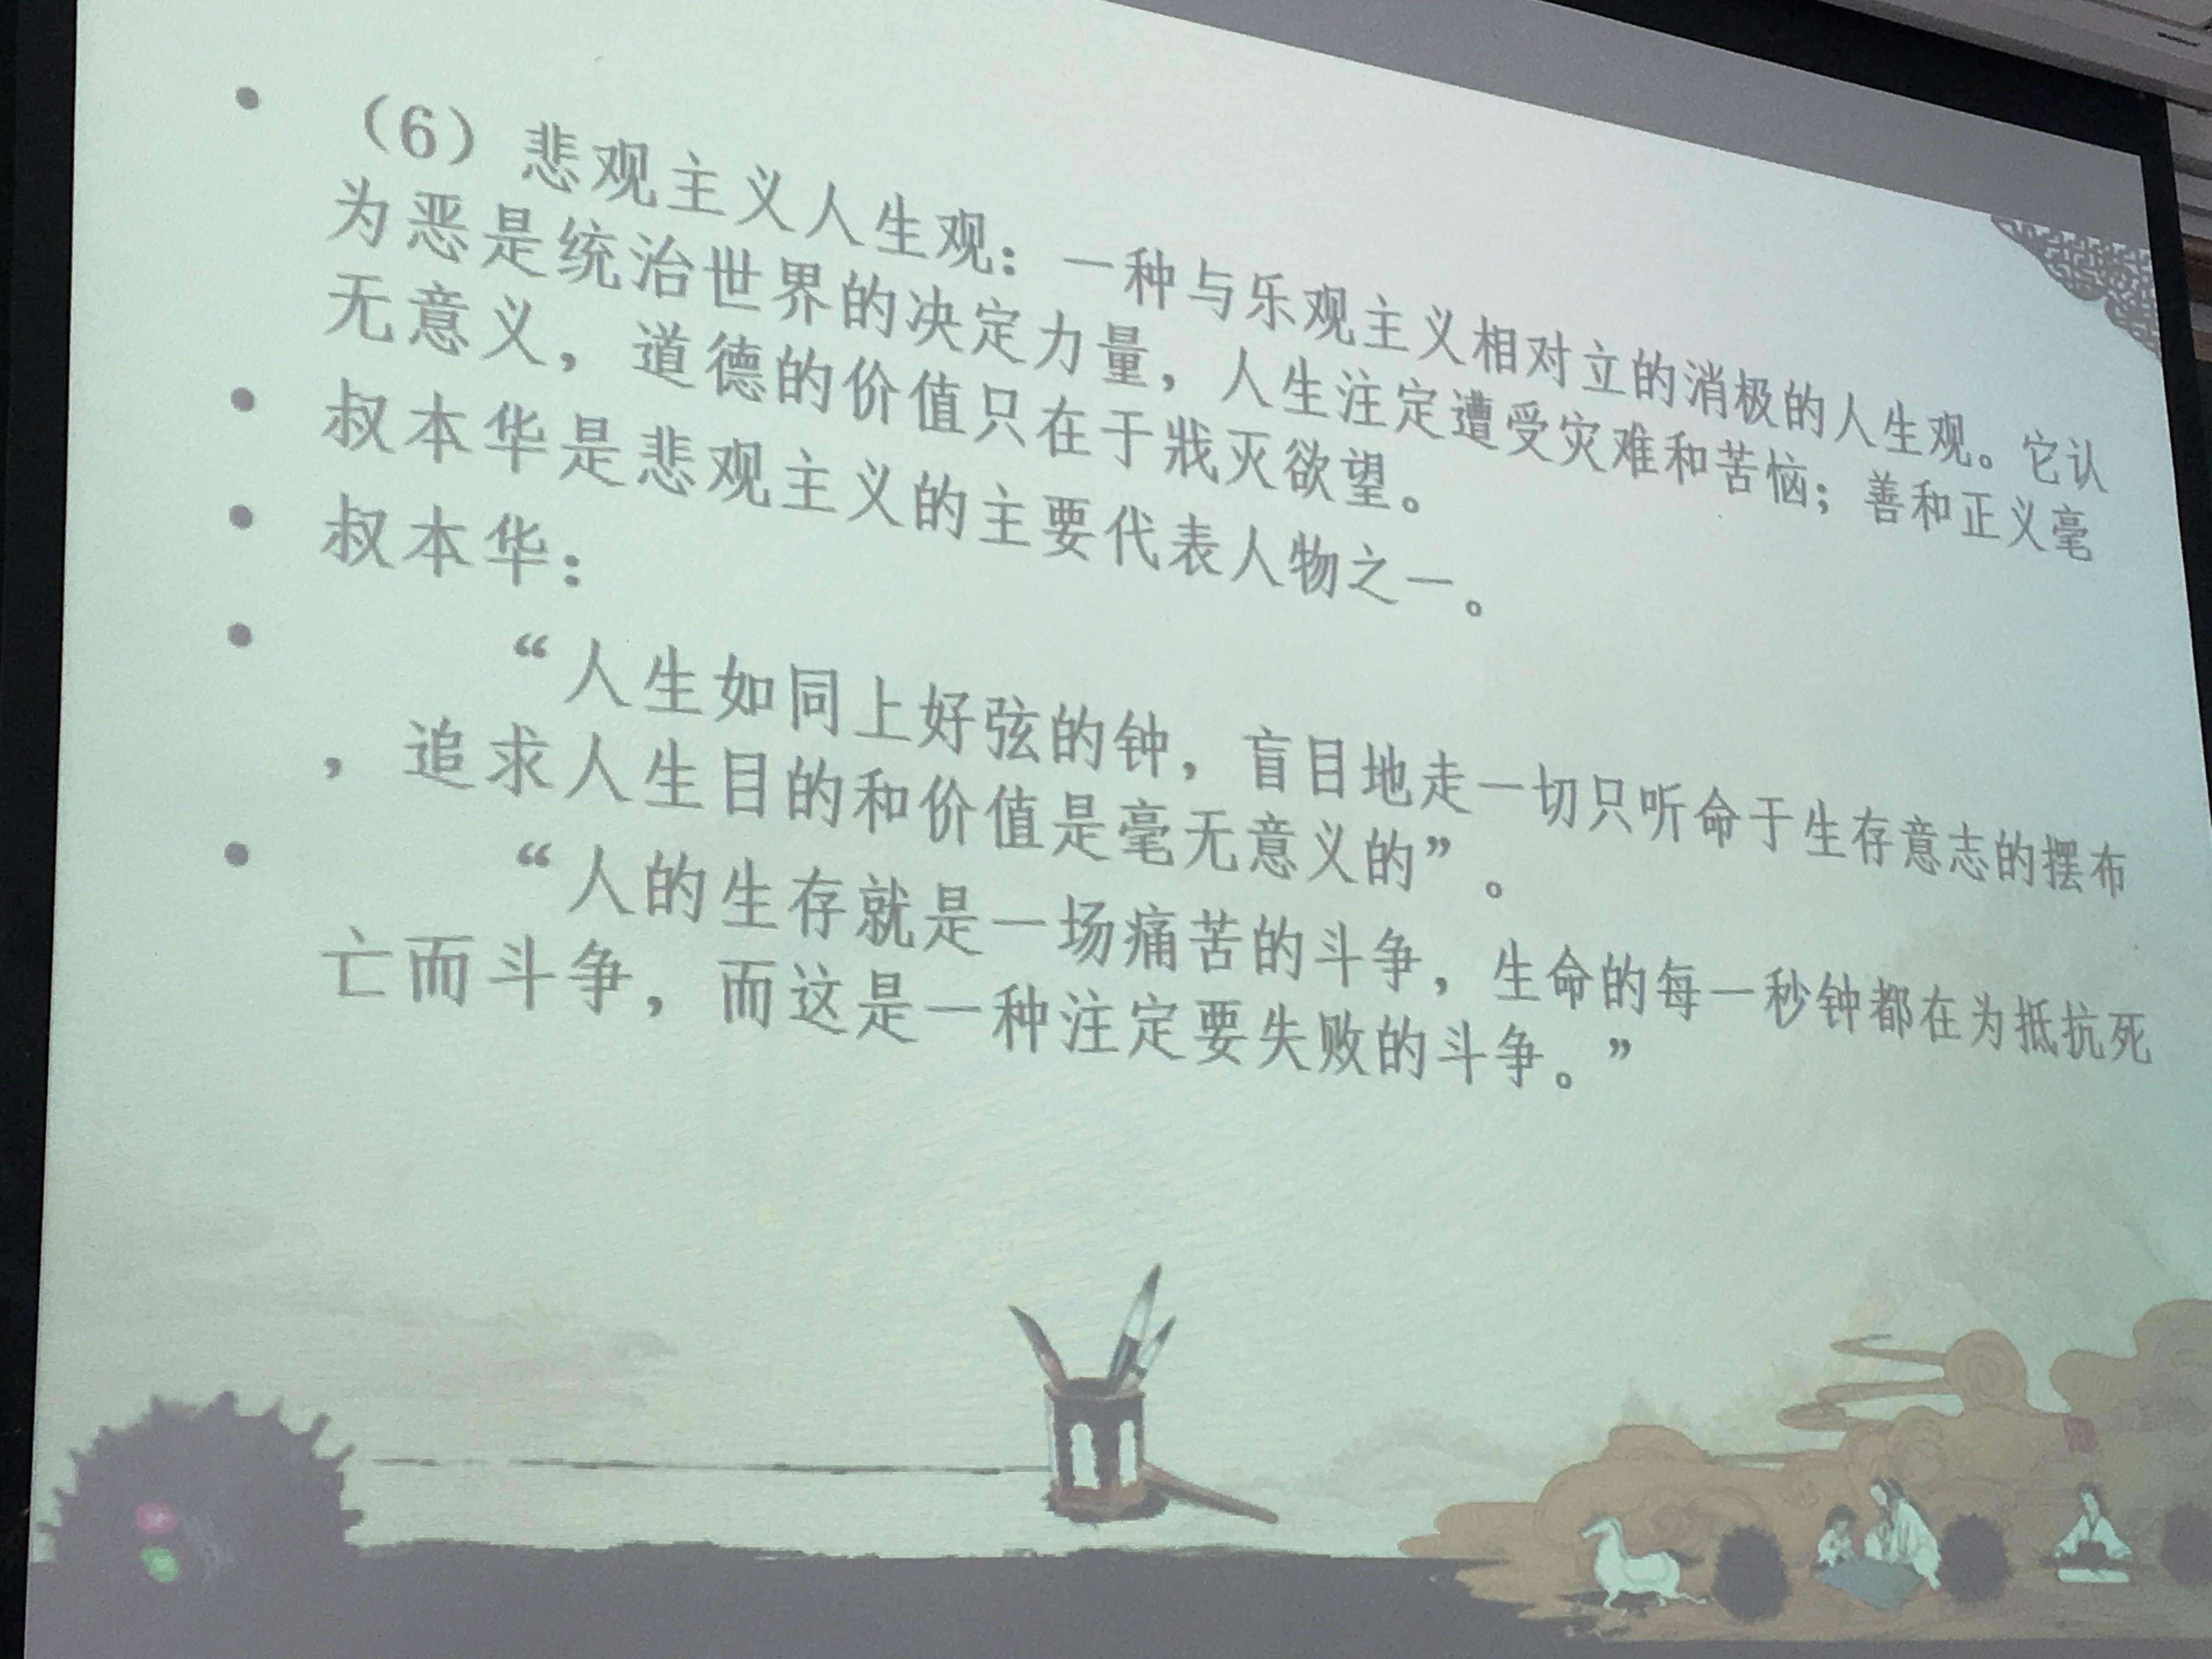 • （6）悲观主义人生观：一种与乐观主义相对立的消极的人生观。它认
为恶是统治世界的决定力量，人生注定遭受灾难和苦恼；善和正义毫
无意义，道德的价值只在于戕灭欲望。
• 叔本华是悲观主义的主要代表人物之一。
• 叔本华：
• “人生如同上好弦的钟，盲目地走一切只听命于生存意志的摆布
，追求人生目的和价值是毫无意义的”。
• “人的生存就是一场痛苦的斗争，生命的每一秒钟都在为抵抗死
亡而斗争，而这是一种注定要失败的斗争。”